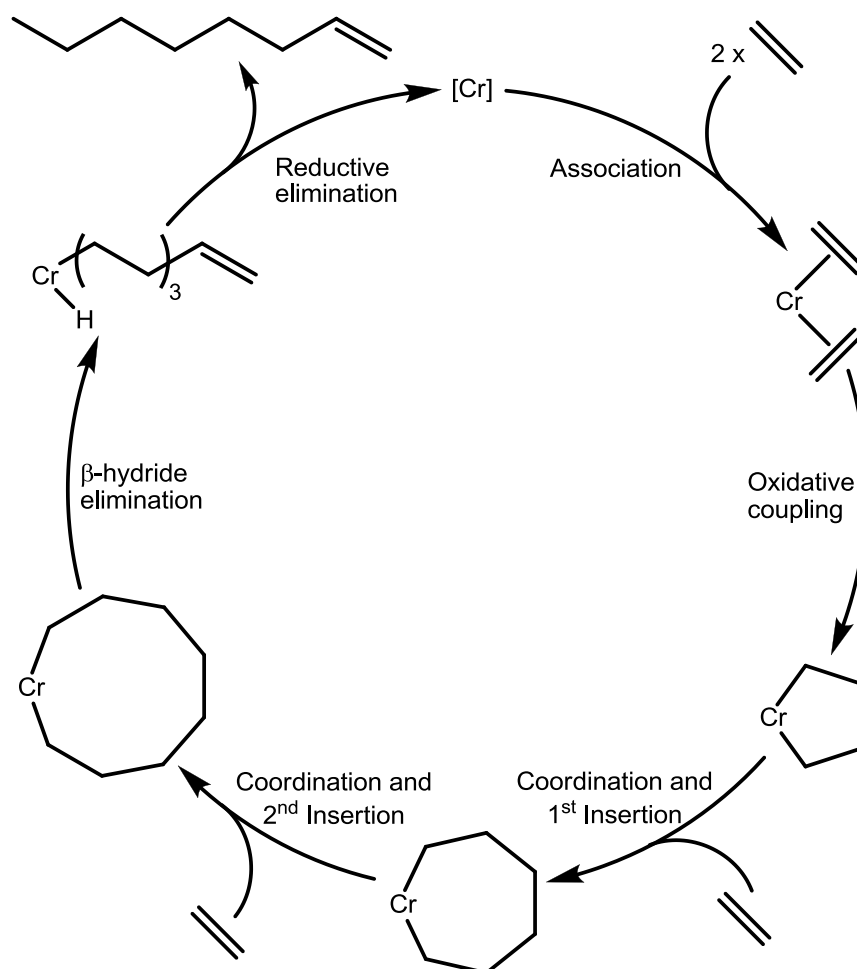 [Cr]
2 x
Association
Cr
Oxidative
coupling
Cr
Coordination and
1st Insertion
Cr
Coordination and
2nd Insertion
Cr
β-hydride
elimination
Cr
H
3
Reductive
elimination